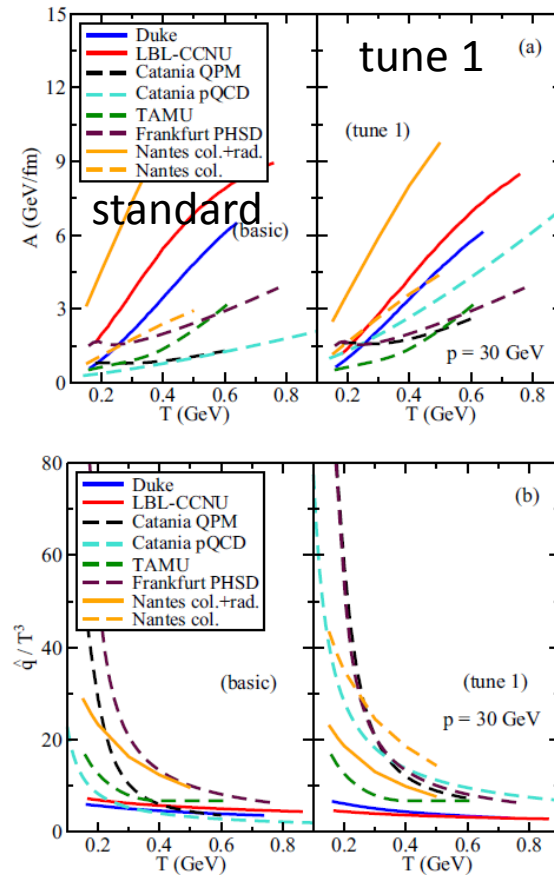 15
12
9
6
3
0
A (GeV/fm)
Duke
LBL-CCNU
Catania QPM
Catania pQCD
TAMU
Frankfurt PHSD
Nantes col.+rad.
Nantes col.
standard
(basic)
0.2 0.4 0.6 0.8
T (GeV)
tune 1
(a)
(tune 1)
p = 30 GeV
0.2 0.4 0.6 0.8
T (GeV)
80
60
40
20
0
q̂ / T³
Duke
LBL-CCNU
Catania QPM
Catania pQCD
TAMU
Frankfurt PHSD
Nantes col.+rad.
Nantes col.
(basic)
0.2 0.4 0.6 0.8
T (GeV)
(b)
(tune 1)
p = 30 GeV
0.2 0.4 0.6 0.8
T (GeV)